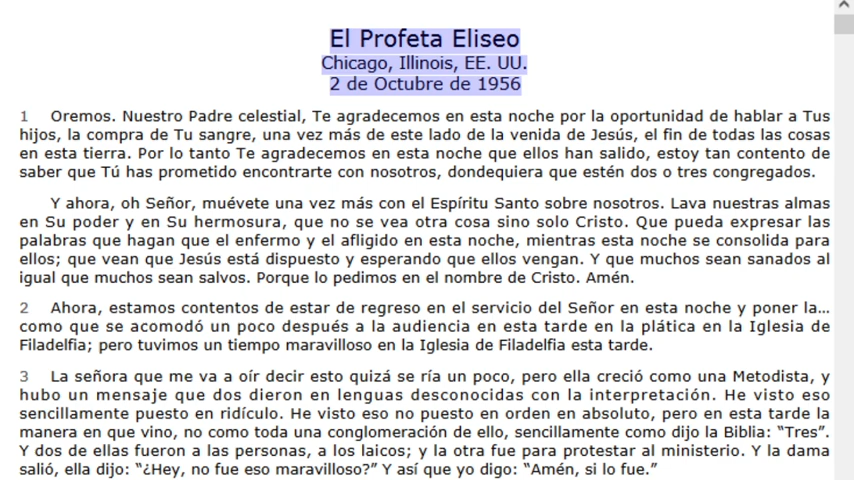 El Profeta Eliseo
Chicago, Illinois, EE. UU.
2 de Octubre de 1956
1 Oremos. Nuestro Padre celestial, Te agradecemos en esta noche por la oportunidad de hablar a Tus
hijos, la compra de Tu sangre, una vez más de este lado de la venida de Jesús, el fin de todas las cosas
en esta tierra. Por lo tanto Te agradecemos en esta noche que ellos han salido, estoy tan contento de
saber que Tú has prometido encontrarte con nosotros, dondequiera que estén dos o tres congregados.
Y ahora, oh Señor, muévete una vez más con el Espíritu Santo sobre nosotros. Lava nuestras almas
en Su poder y en Su hermosura, que no se vea otra cosa sino solo Cristo. Que pueda expresar las
palabras que hagan que el enfermo y el afligido en esta noche, mientras esta noche se consolida para
ellos; que vean que Jesús está dispuesto y esperando que ellos vengan. Y que muchos sean sanados al
igual que muchos sean salvos. Porque lo pedimos en el nombre de Cristo. Amén.
2 Ahora, estamos contentos de estar de regreso en el servicio del Señor en esta noche y poner la...
como que se acomodó un poco después a la audiencia en esta tarde en la plática en la Iglesia de
Filadelfia; pero tuvimos un tiempo maravilloso en la Iglesia de Filadelfia esta tarde.
3 La señora que me va a oír decir esto quizá se ría un poco, pero ella creció como una Metodista, y
hubo un mensaje que dos dieron en lenguas desconocidas con la interpretación. He visto eso
sencillamente puesto en ridículo. He visto eso no puesto en orden en absoluto, pero en esta tarde la
manera en que vino, no como toda una conglomeración de ello, sencillamente como dijo la Biblia: “Tres”.
Y dos de ellas fueron a las personas, a los laicos; y la otra fue para protestar al ministerio. Y la dama
salió, ella dijo: “¿Hey, no fue eso maravilloso?” Y así que yo digo: “Amén, si lo fue.”